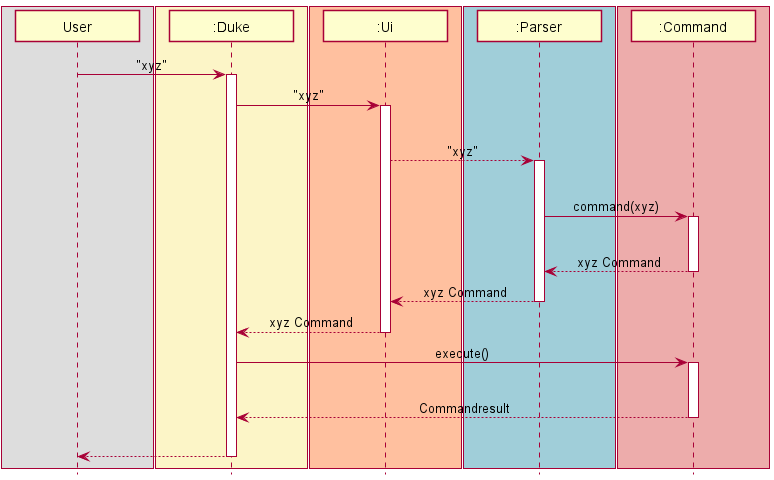 User
:Duke
:Ui
:Parser
:Command
"xyz"
"xyz"
"xyz"
command(xyz)
xyz Command
xyz Command
xyz Command
execute()
Commandresult